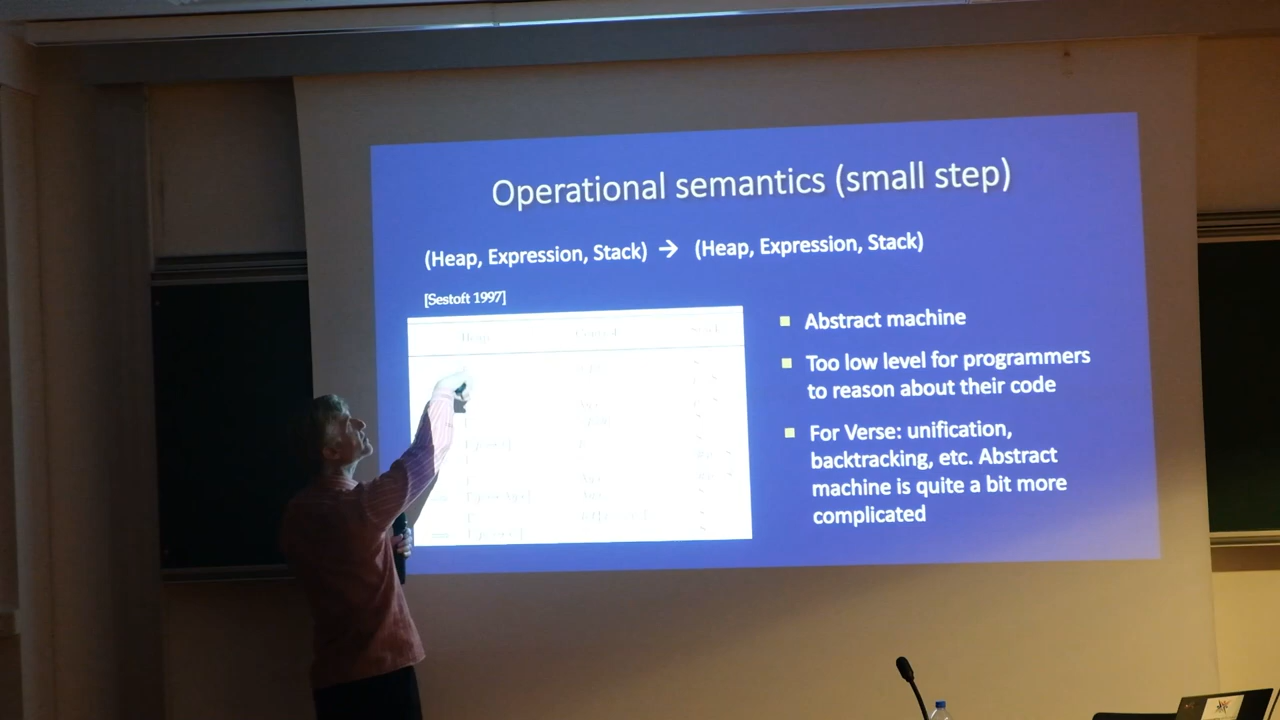 Operational semantics (small step)
(Heap, Expression, Stack) → (Heap, Expression, Stack)
[Sestoft 1997]
Heap
Abstract machine
Too low level for programmers
to reason about their code
For Verse: unification,
backtracking, etc. Abstract
machine is quite a bit more
complicated